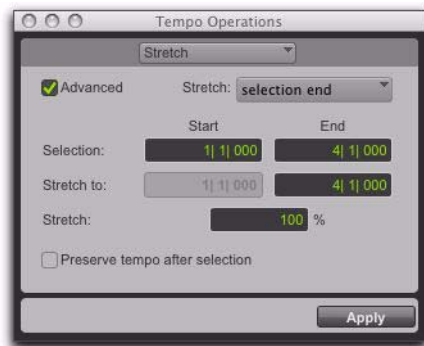 Tempo Operations
Stretch
Advanced Stretch: selection end
Start End
Selection: 1| 1| 000 4| 1| 000
Stretch to: 1| 1| 000 4| 1| 000
Stretch: 100 %
Preserve tempo after selection
Apply